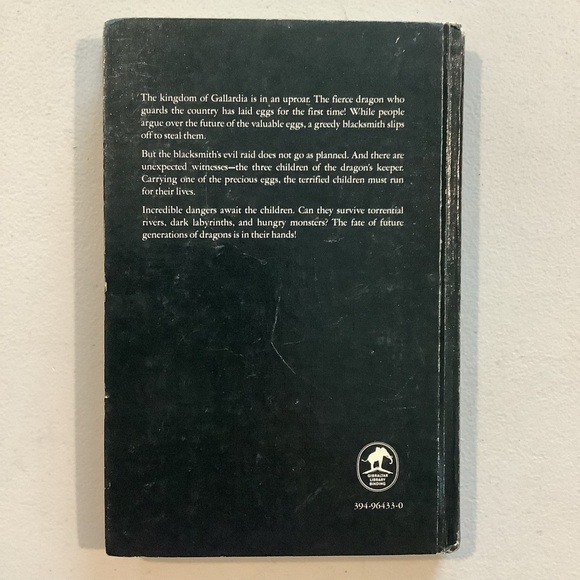 The kingdom of Gallardia is in an uproar. The fierce dragon who
guards the country has laid eggs for the first time! While people
argue over the future of the valuable eggs, a greedy blacksmith slips
off to steal them.
But the blacksmith's evil raid does not go as planned. And there are
unexpected witnesses—the three children of the dragon's keeper.
Carrying one of the precious eggs, the terrified children must run
for their lives.
Incredible dangers await the children. Can they survive torrential
rivers, dark labyrinths, and hungry monsters? The fate of future
generations of dragons is in their hands!
GIBRALTAR
LIBRARY
BINDING
394-96433-0